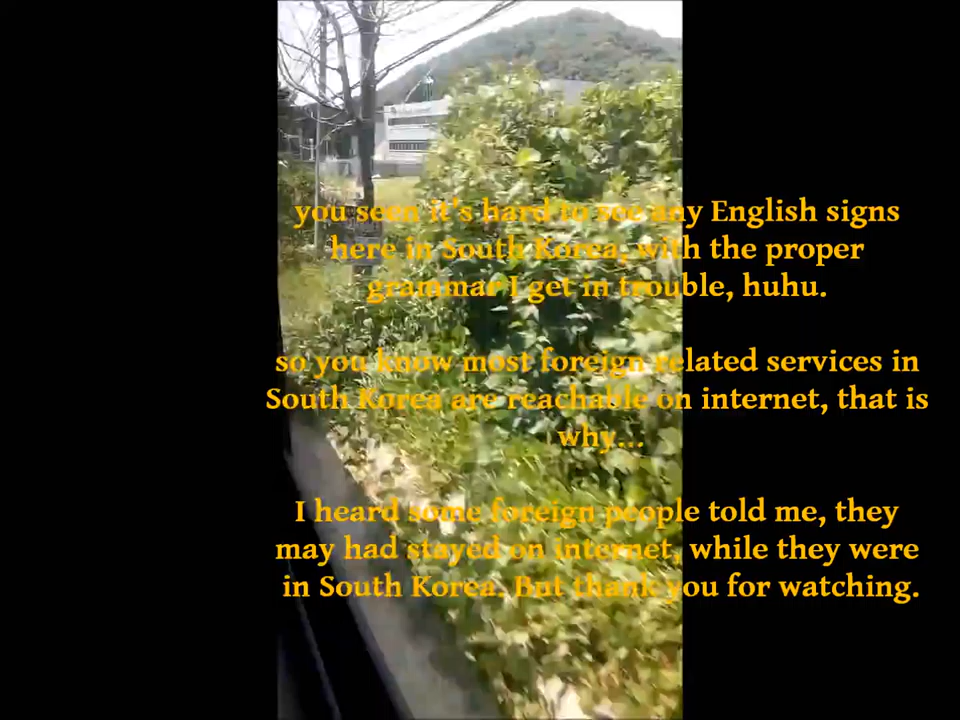 you seen it's hard to see any English signs
here in South Korea, with the proper
grammar I get in trouble, huhu.
so you know most foreign related services in
South Korea are reachable on internet, that is
why...
I heard some foreign people told me, they
may had stayed on internet, while they were
in South Korea. But thank you for watching.